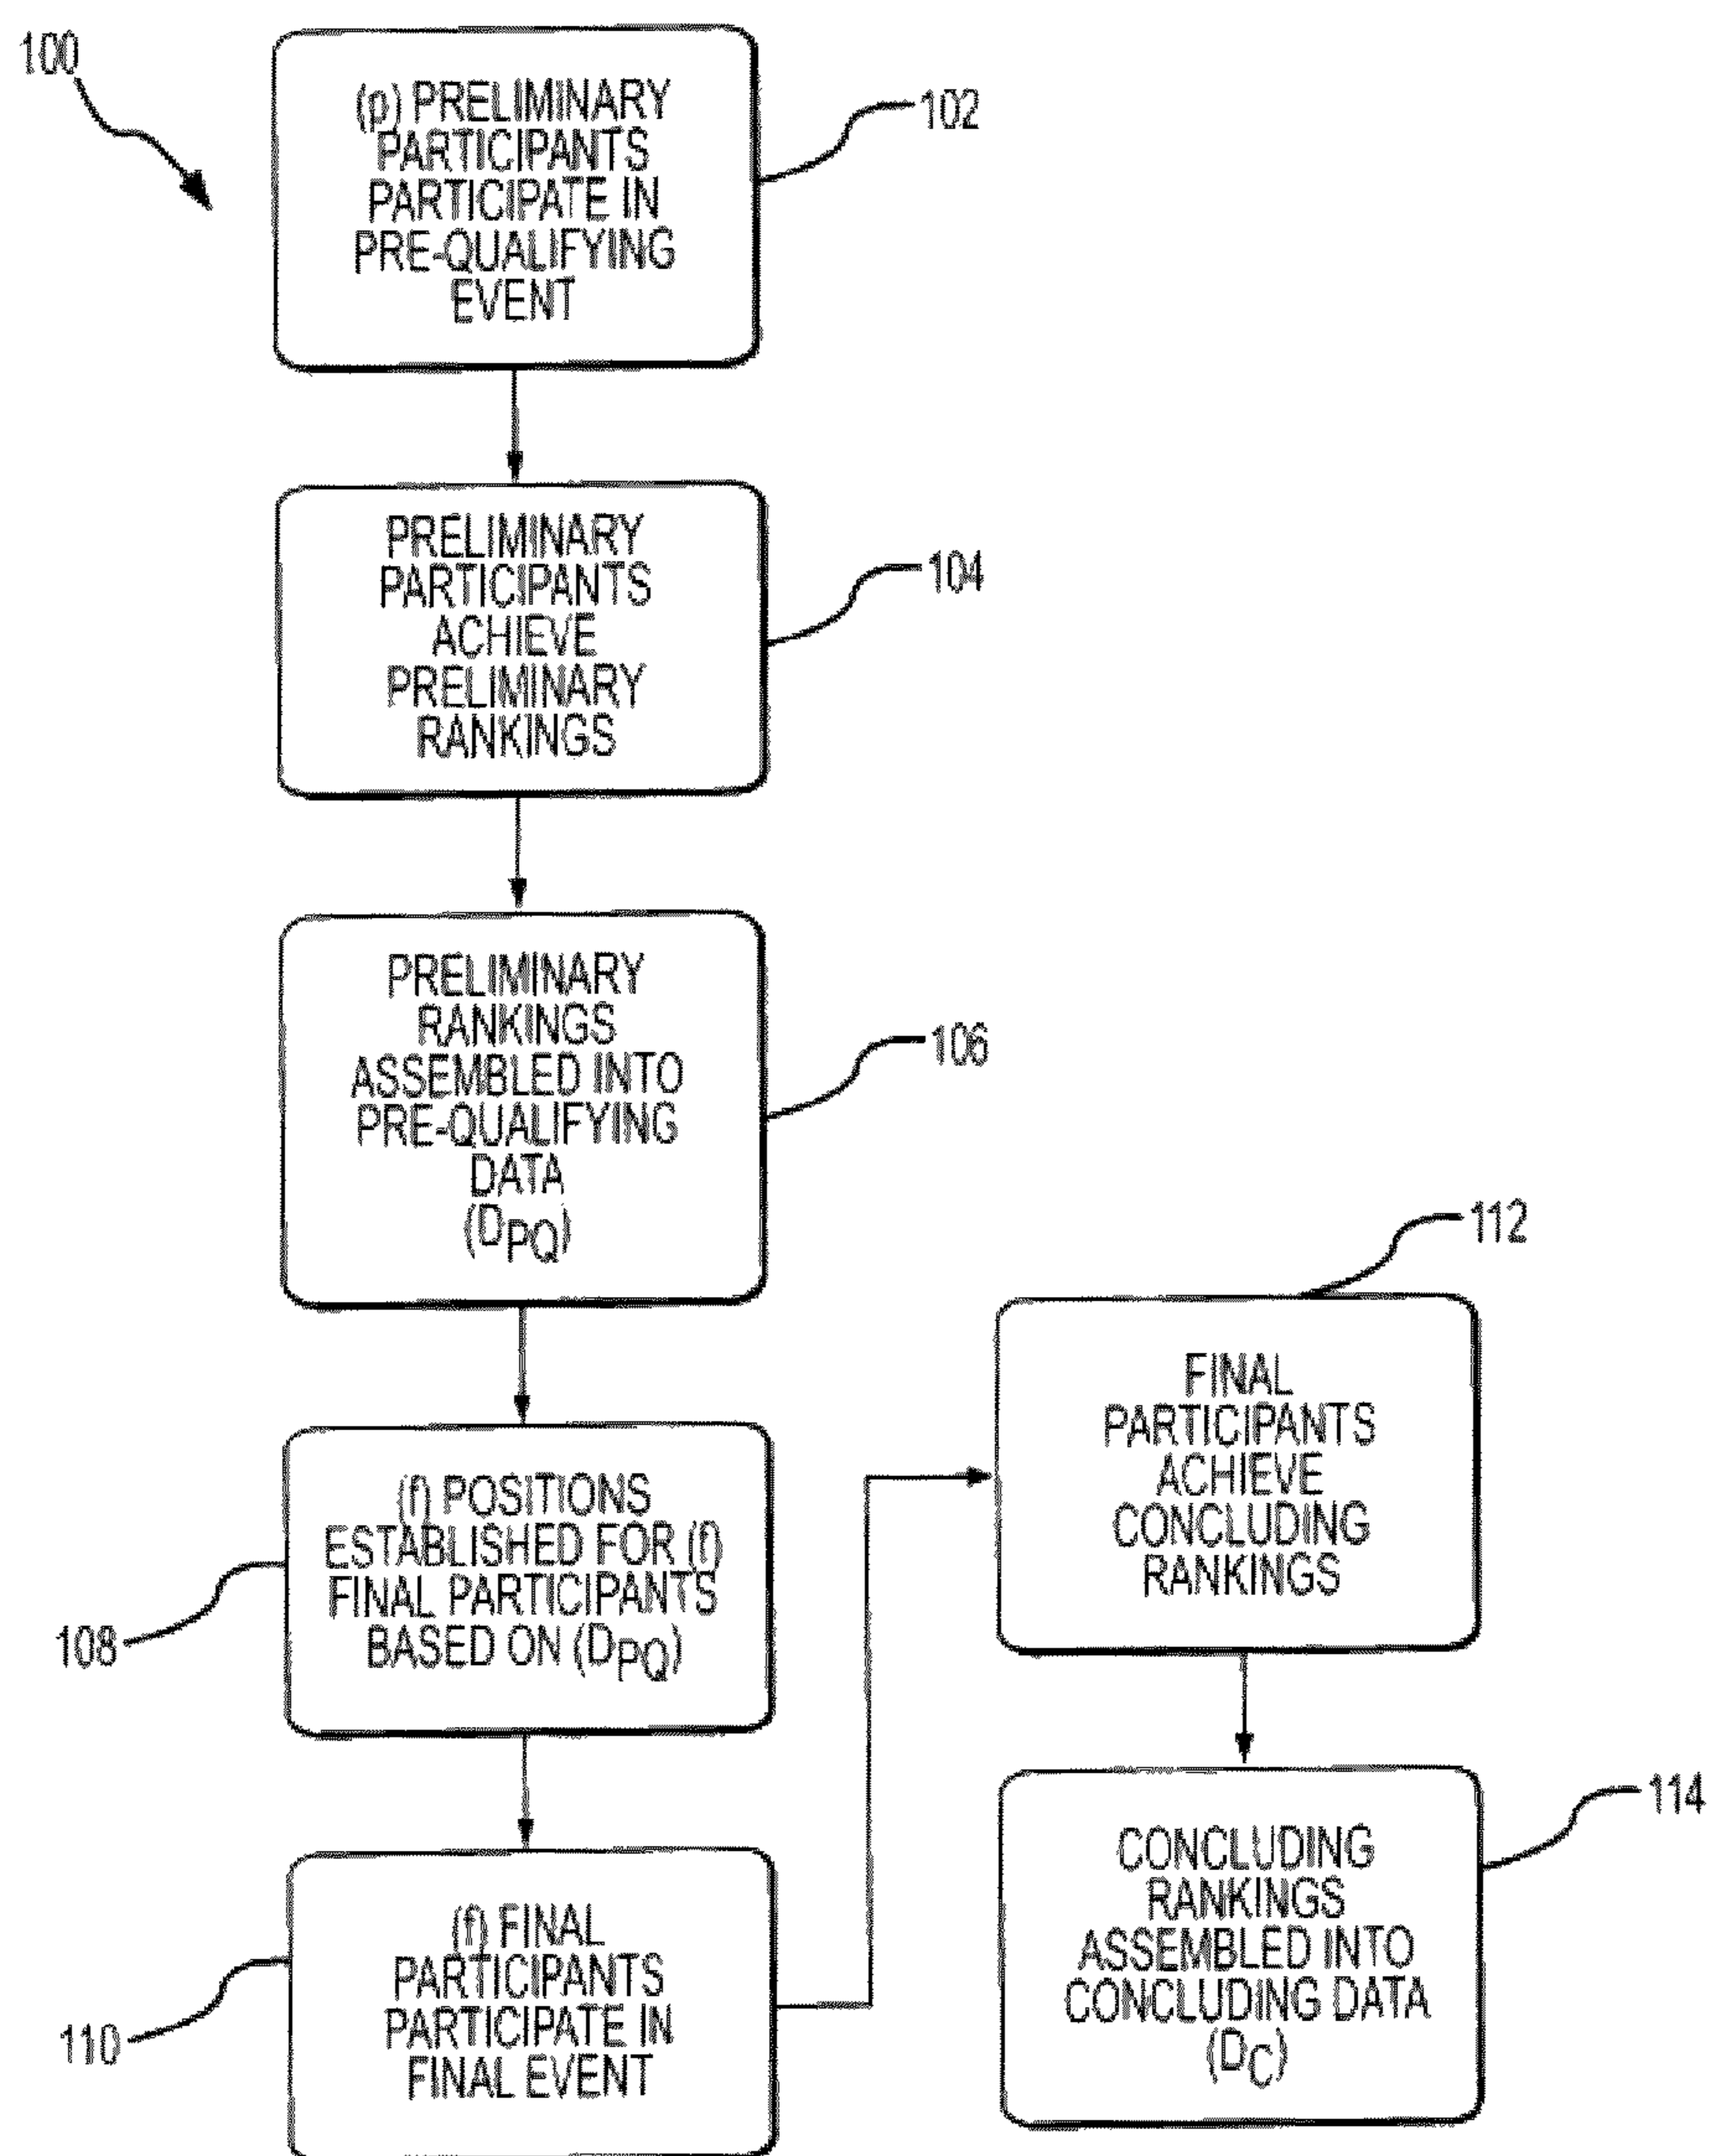 100
(p) PRELIMINARY
PARTICIPANTS
PARTICIPATE IN
PRE-QUALIFYING
EVENT
102
PRELIMINARY
PARTICIPANTS
ACHIEVE
PRELIMINARY
RANKINGS
104
PRELIMINARY
RANKINGS
ASSEMBLED INTO
PRE-QUALIFYING
DATA
(DPQ)
106
(f) POSITIONS
ESTABLISHED FOR (f)
FINAL PARTICIPANTS
BASED ON (DPQ)
108
(f) FINAL
PARTICIPANTS
PARTICIPATE IN
FINAL EVENT
110
112
FINAL
PARTICIPANTS
ACHIEVE
CONCLUDING
RANKINGS
CONCLUDING
RANKINGS
ASSEMBLED INTO
CONCLUDING DATA
(DC)
114